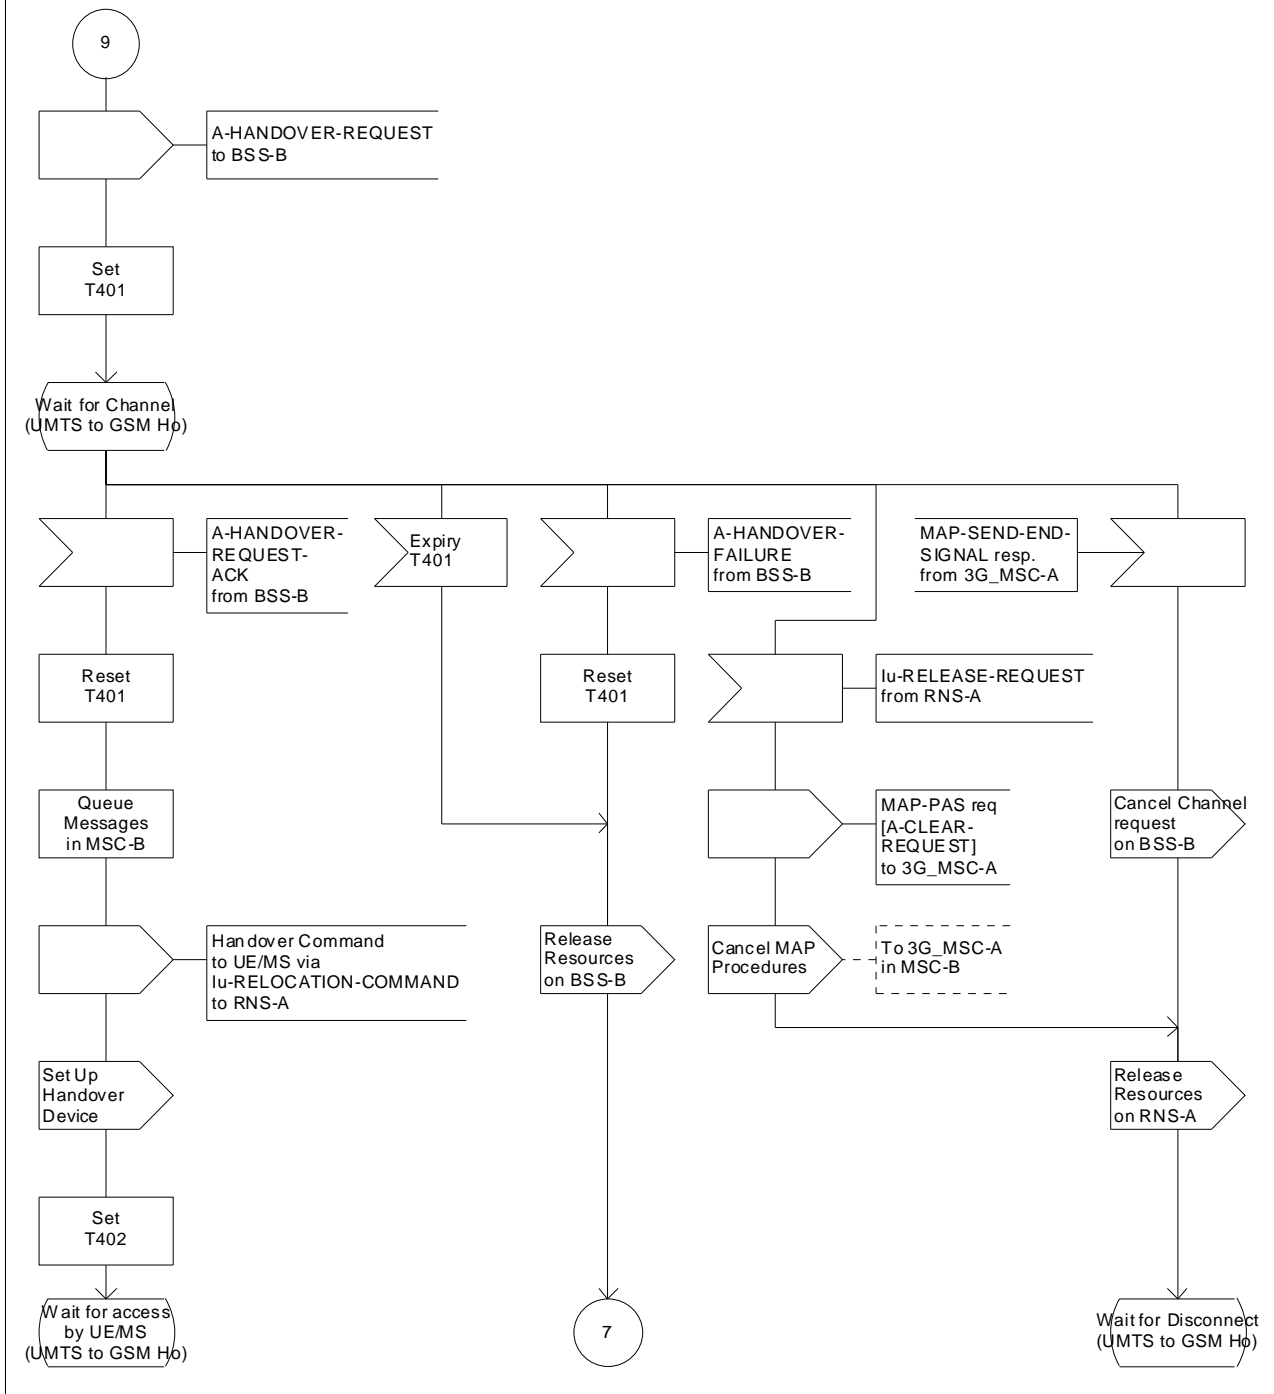 9
A-HANDOVER-REQUEST
to BSS-B
Set
T401
Wait for Channel
(UMTS to GSM Ho)
A-HANDOVER-
REQUEST-
ACK
from BSS-B
Expiry
T401
A-HANDOVER-
FAILURE
from BSS-B
MAP-SEND-END-
SIGNAL resp.
from 3G_MSC-A
Reset
T401
Reset
T401
Iu-RELEASE-REQUEST
from RNS-A
Queue
Messages
in MSC-B
MAP-PAS req
[A-CLEAR-
REQUEST]
to 3G_MSC-A
Cancel Channel
request
on BSS-B
Handover Command
to UE/MS via
Iu-RELOCATION-COMMAND
to RNS-A
Release
Resources
on BSS-B
Cancel MAP
Procedures
To 3G_MSC-A
in MSC-B
Set Up
Handover
Device
Release
Resources
on RNS-A
Set
T402
Wait for access
by UE/MS
(UMTS to GSM Ho)
7
Wait for Disconnect
(UMTS to GSM Ho)